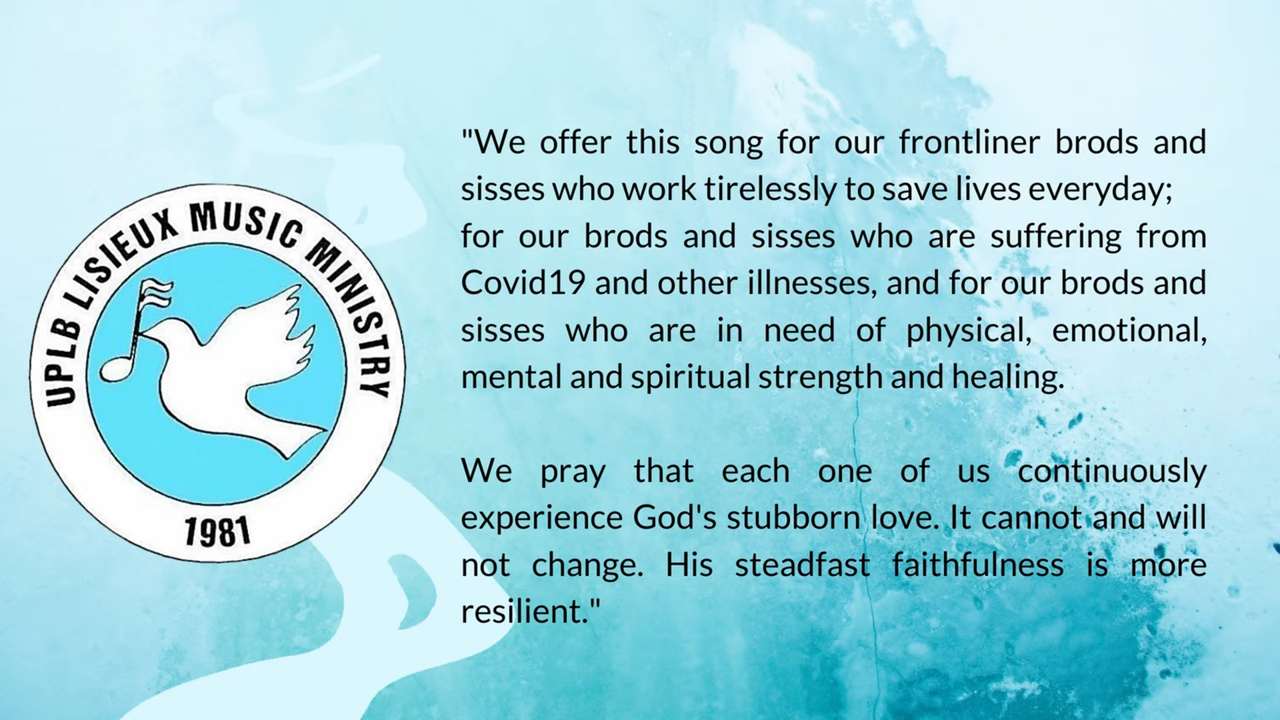 UPLB LISIEUX MUSIC MINISTRY
1981
"We offer this song for our frontliner brods and
sisses who work tirelessly to save lives everyday;
for our brods and sisses who are suffering from
Covid19 and other illnesses, and for our brods and
sisses who are in need of physical, emotional,
mental and spiritual strength and healing.
We pray that each one of us continuously
experience God's stubborn love. It cannot and will
not change. His steadfast faithfulness is more
resilient."